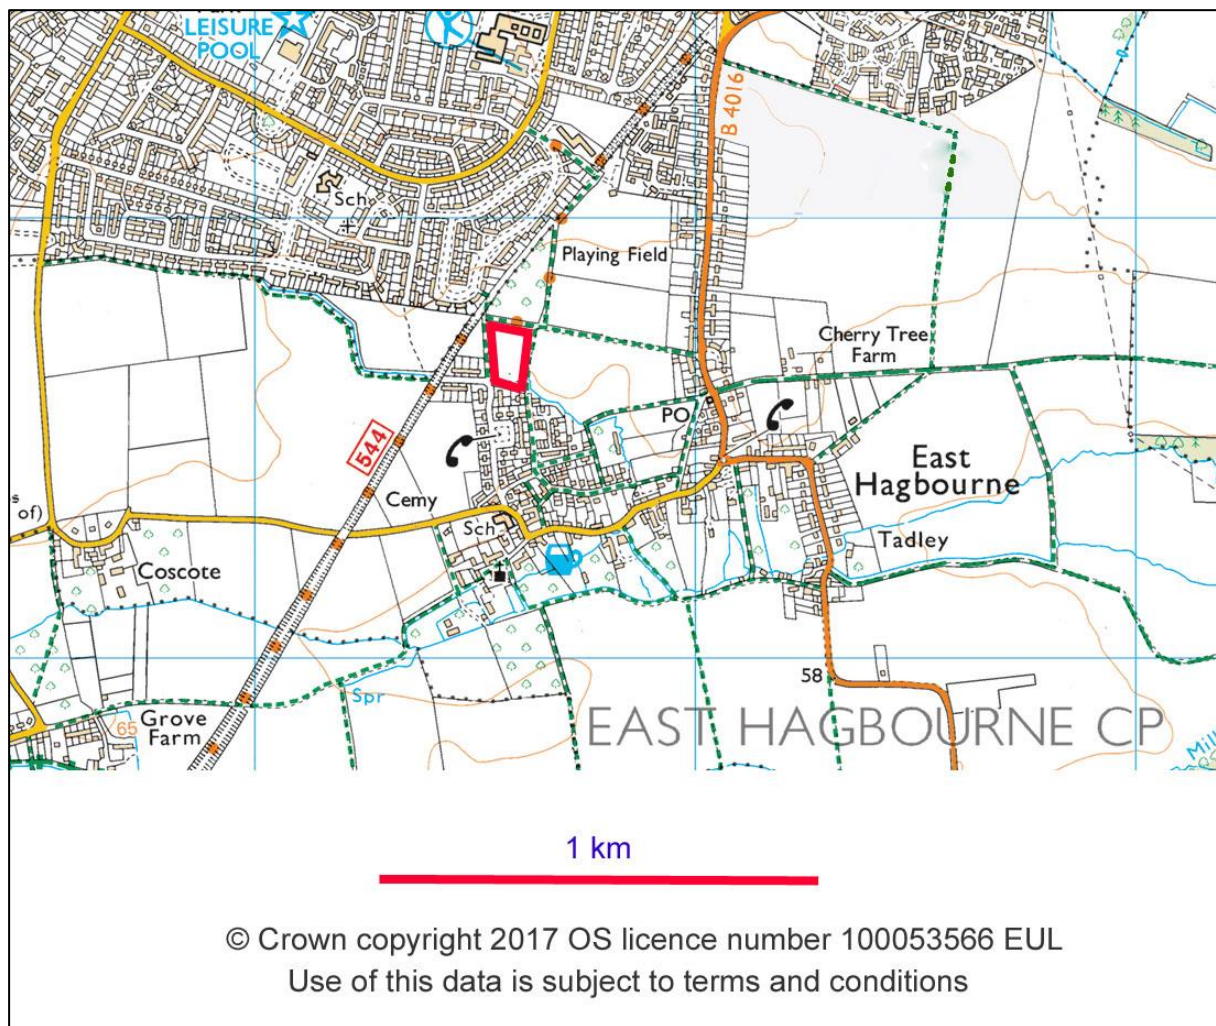 LEISURE
POOL
B 4016
Sch
Playing Field
Cherry Tree
Farm
PO
544
East
Hagbourne
Cemy
of)
Sch
Tadley
Coscote
58
Spr
65
Grove
Farm
EAST HAGBOURNE CP
Mill
1 km
© Crown copyright 2017 OS licence number 100053566 EUL
Use of this data is subject to terms and conditions